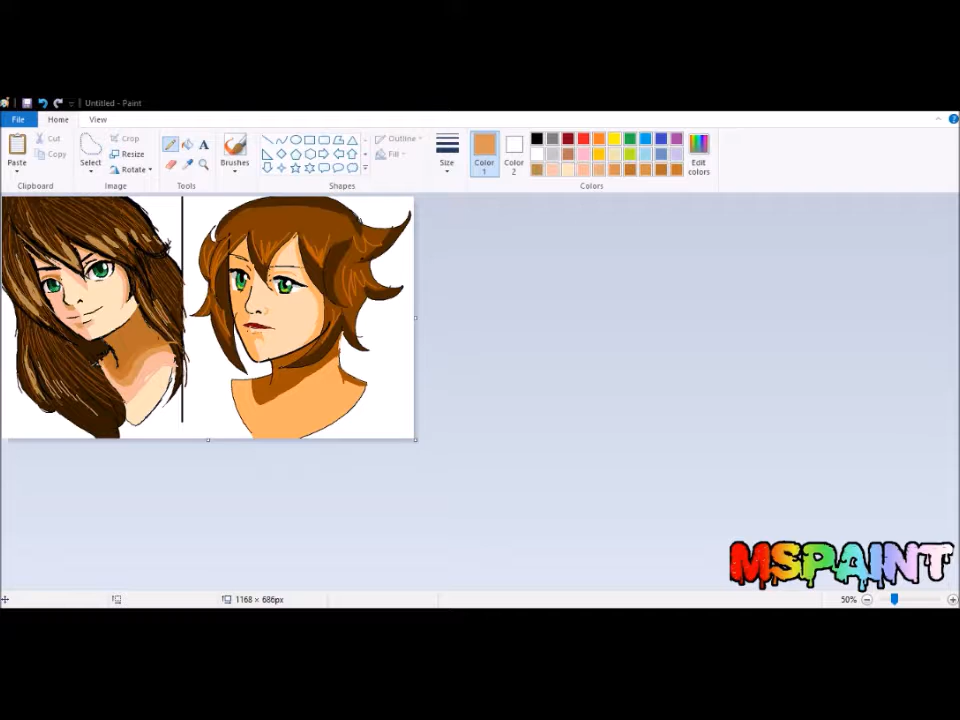 Untitled - Paint
File Home View
Cut
Copy
Paste
Clipboard
Select
Crop
Resize
Rotate
Image
A
Tools
Brushes
Outline
Fill
Shapes
Size
Color
1
Color
2
Edit
colors
Colors
MSPAINT
1168 × 686px
50%